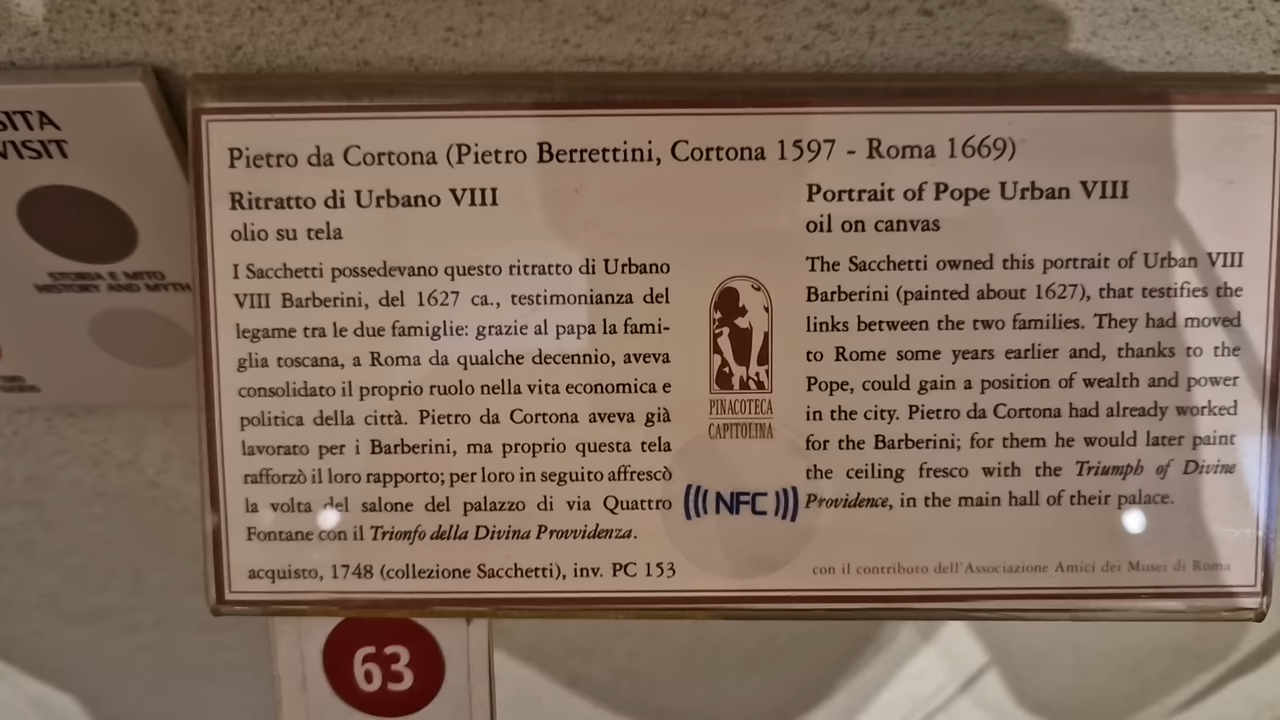 SITA
VISIT
STORIA E MITO
HISTORY AND MYTH
Pietro da Cortona (Pietro Berrettini, Cortona 1597 - Roma 1669)
Ritratto di Urbano VIII
olio su tela
I Sacchetti possedevano questo ritratto di Urbano
VIII Barberini, del 1627 ca., testimonianza del
legame tra le due famiglie: grazie al papa la fami-
glia toscana, a Roma da qualche decennio, aveva
consolidato il proprio ruolo nella vita economica e
politica della città. Pietro da Cortona aveva già
lavorato per i Barberini, ma proprio questa tela
rafforzò il loro rapporto; per loro in seguito affrescò
la volta del salone del palazzo di via Quattro
Fontane con il Trionfo della Divina Provvidenza.
acquisto, 1748 (collezione Sacchetti), inv. PC 153
PINACOTECA
CAPITOLINA
((( NFC )))
Portrait of Pope Urban VIII
oil on canvas
The Sacchetti owned this portrait of Urban VIII
Barberini (painted about 1627), that testifies the
links between the two families. They had moved
to Rome some years earlier and, thanks to the
Pope, could gain a position of wealth and power
in the city. Pietro da Cortona had already worked
for the Barberini; for them he would later paint
the ceiling fresco with the Triumph of Divine
Providence, in the main hall of their palace.
con il contributo dell'Associazione Amici dei Musei di Roma
63